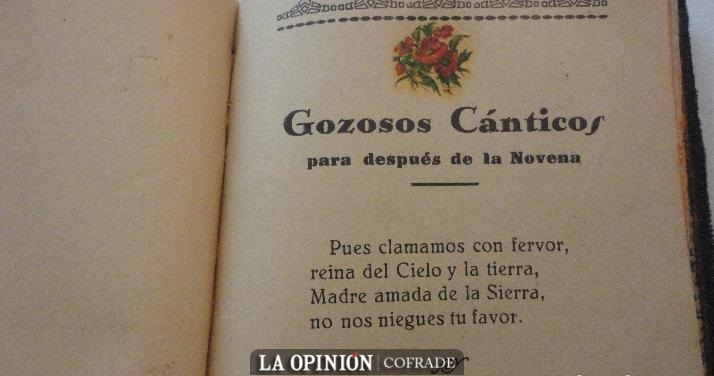 Gozosos Cánticos
para después de la Novena
Pues clamamos con fervor,
reina del Cielo y la tierra,
Madre amada de la Sierra,
no nos niegues tu favor.
LA OPINIÓN COFRADE